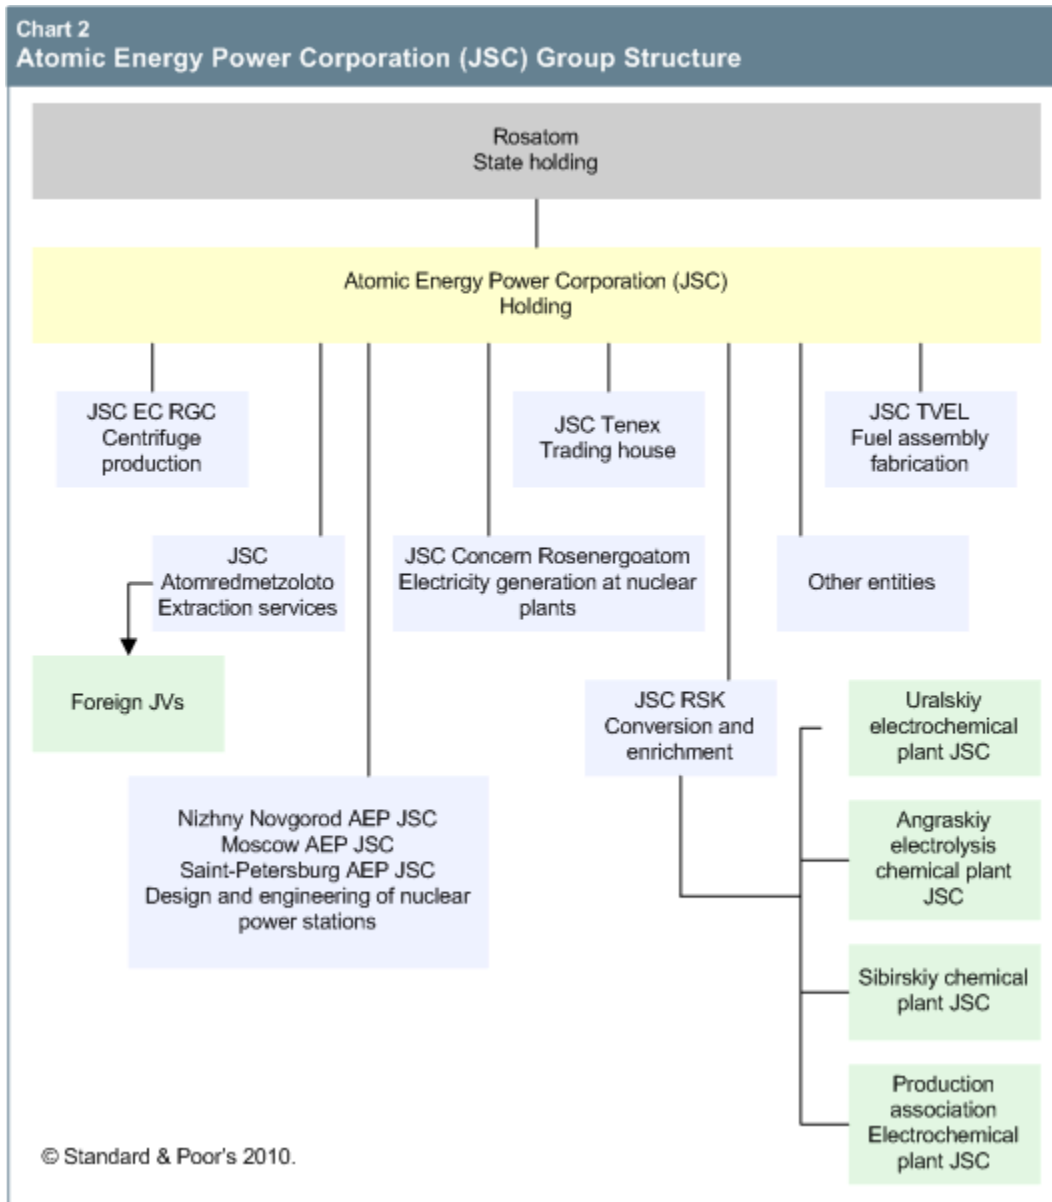 Chart 2
Atomic Energy Power Corporation (JSC) Group Structure
Rosatom
State holding
Atomic Energy Power Corporation (JSC)
Holding
JSC EC RGC
Centrifuge
production
JSC Tenex
Trading house
JSC TVEL
Fuel assembly
fabrication
JSC
Atomredmetzoloto
Extraction services
JSC Concern Rosenergoatom
Electricity generation at nuclear
plants
Other entities
Foreign JVs
JSC RSK
Conversion and
enrichment
Uralskiy
electrochemical
plant JSC
Nizhny Novgorod AEP JSC
Moscow AEP JSC
Saint-Petersburg AEP JSC
Design and engineering of nuclear
power stations
Angraskiy
electrolysis
chemical plant
JSC
Sibirskiy chemical
plant JSC
Production
association
Electrochemical
plant JSC
© Standard & Poor's 2010.